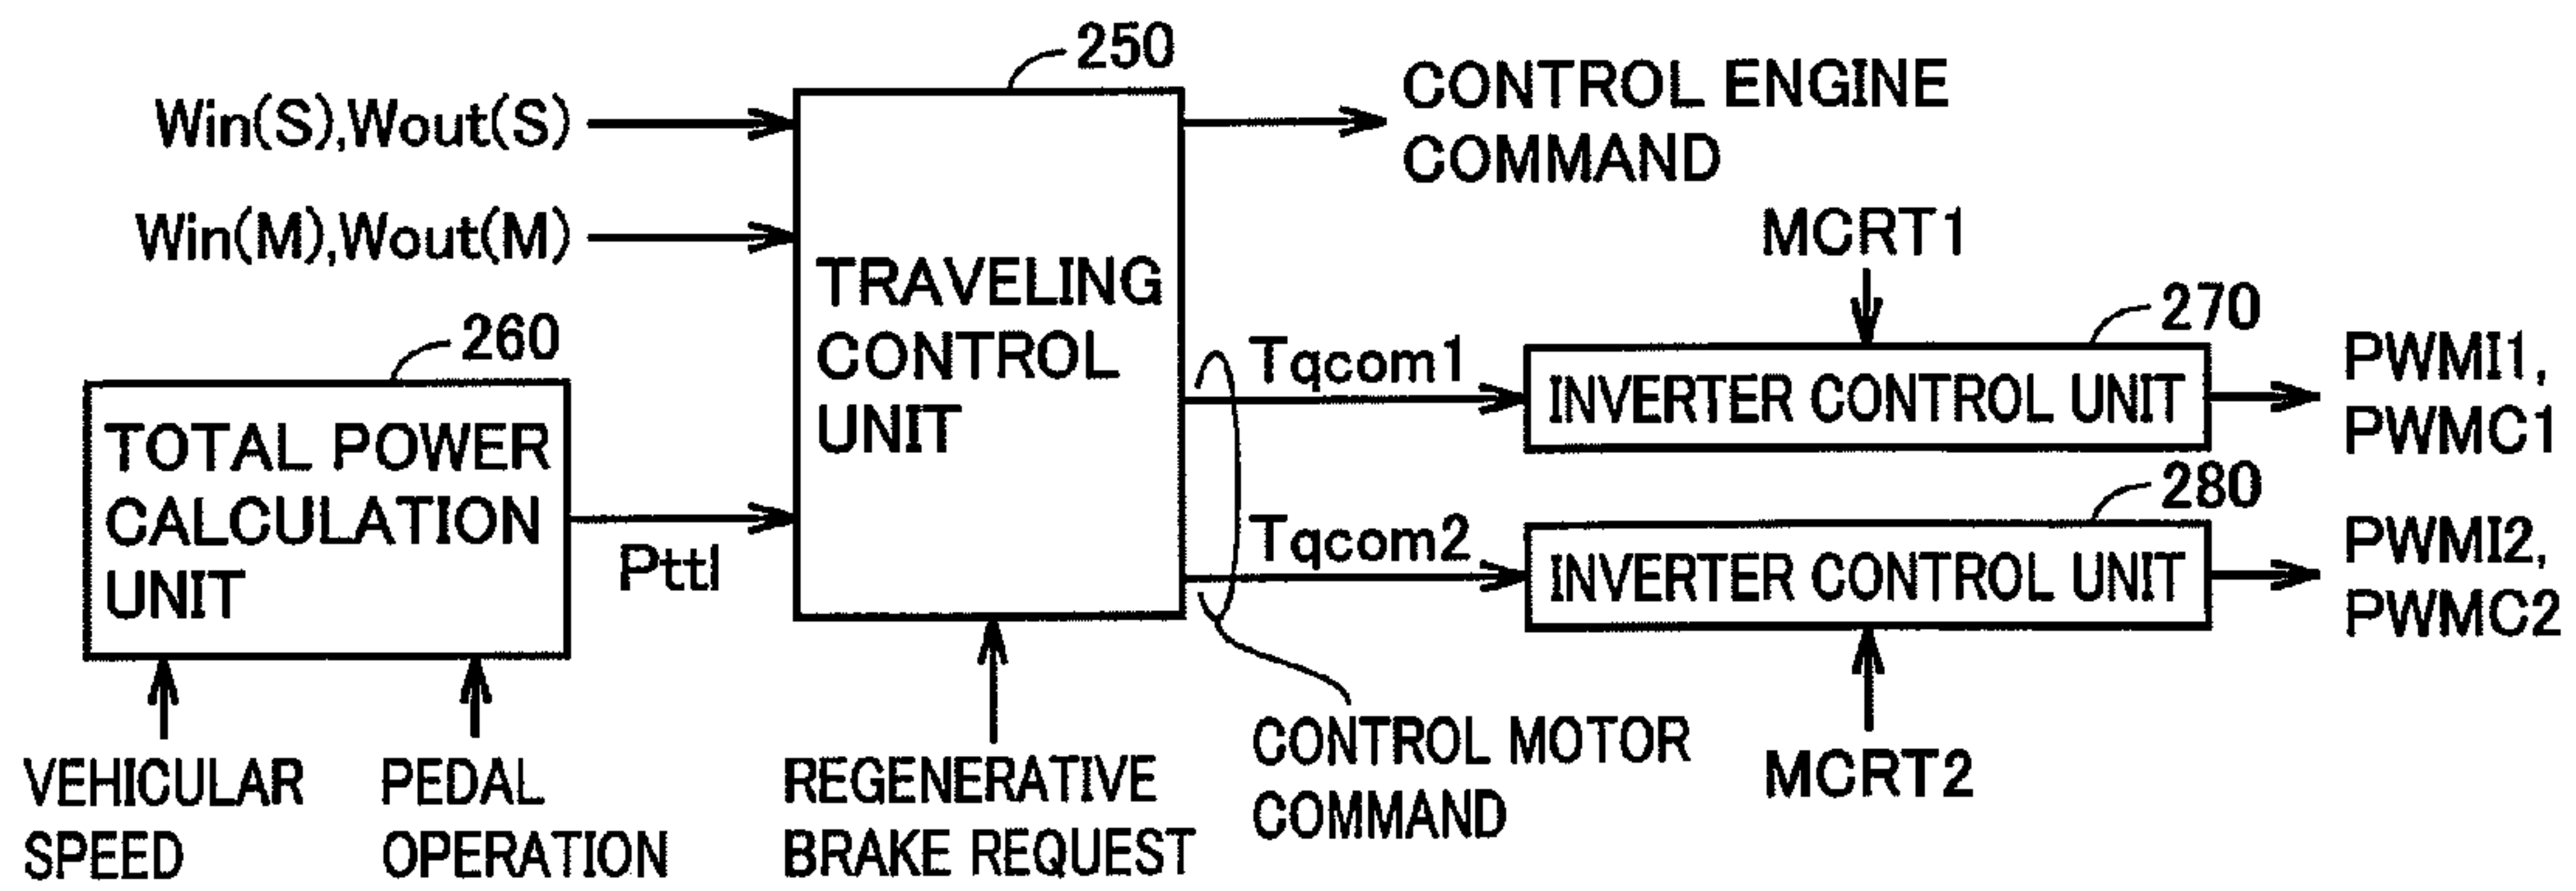 250
Win(S),Wout(S)
CONTROL ENGINE
COMMAND
Win(M),Wout(M)
MCRT1
TRAVELING
CONTROL
UNIT
260
270
Tqcom1
INVERTER CONTROL UNIT
PWMI1,
PWMC1
TOTAL POWER
CALCULATION
UNIT
Pttl
280
Tqcom2
INVERTER CONTROL UNIT
PWMI2,
PWMC2
VEHICULAR
SPEED
PEDAL
OPERATION
REGENERATIVE
BRAKE REQUEST
CONTROL MOTOR
COMMAND
MCRT2